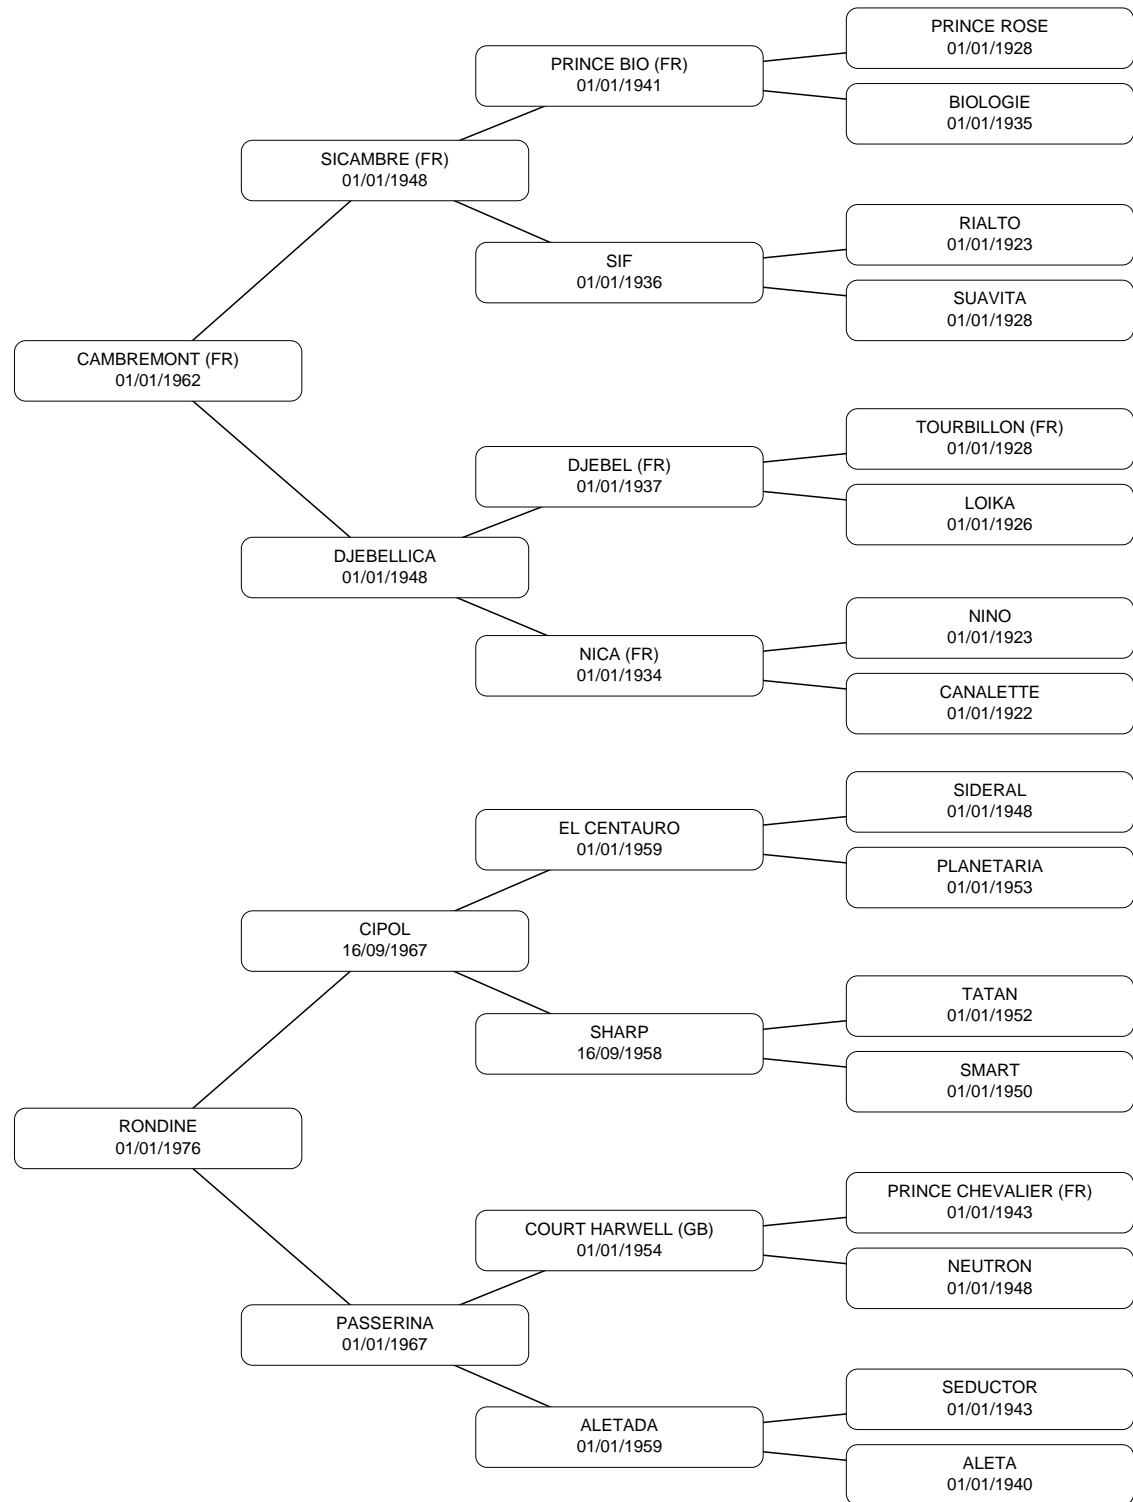 PRINCE ROSE
01/01/1928
PRINCE BIO (FR)
01/01/1941
BIOLOGIE
01/01/1935
SICAMBRE (FR)
01/01/1948
RIALTO
01/01/1923
SIF
01/01/1936
SUAVITA
01/01/1928
CAMBREMONT (FR)
01/01/1962
TOURBILLON (FR)
01/01/1928
DJEBEL (FR)
01/01/1937
LOIKA
01/01/1926
DJEBELLICA
01/01/1948
NINO
01/01/1923
NICA (FR)
01/01/1934
CANALETTE
01/01/1922
SIDERAL
01/01/1948
EL CENTAURO
01/01/1959
PLANETARIA
01/01/1953
CIPOL
16/09/1967
TATAN
01/01/1952
SHARP
16/09/1958
SMART
01/01/1950
RONDINE
01/01/1976
PRINCE CHEVALIER (FR)
01/01/1943
COURT HARWELL (GB)
01/01/1954
NEUTRON
01/01/1948
PASSERINA
01/01/1967
SEDUCTOR
01/01/1943
ALETADA
01/01/1959
ALETA
01/01/1940